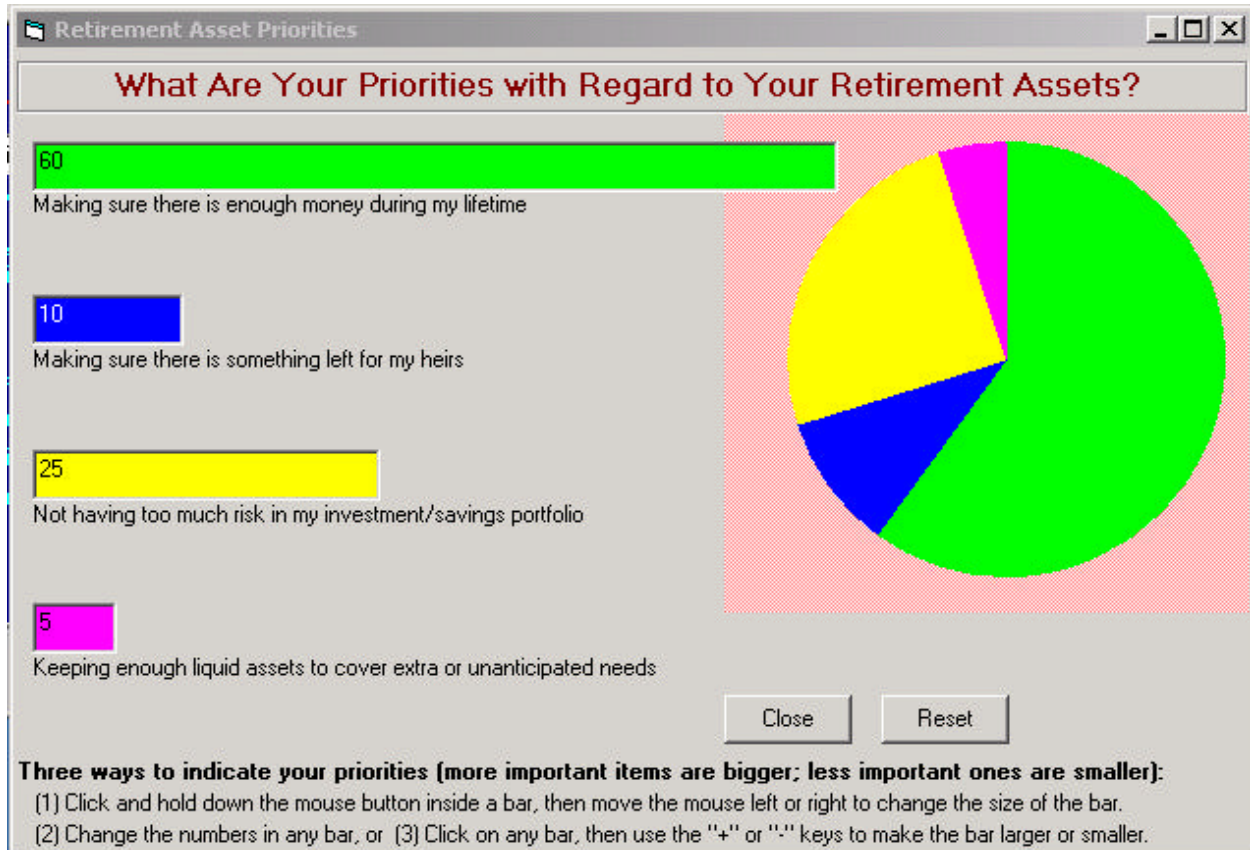 Retirement Asset Priorities
What Are Your Priorities with Regard to Your Retirement Assets?
60
Making sure there is enough money during my lifetime
10
Making sure there is something left for my heirs
25
Not having too much risk in my investment/savings portfolio
5
Keeping enough liquid assets to cover extra or unanticipated needs
Close Reset
Three ways to indicate your priorities (more important items are bigger; less important ones are smaller):
(1) Click and hold down the mouse button inside a bar, then move the mouse left or right to change the size of the bar.
(2) Change the numbers in any bar, or (3) Click on any bar, then use the "+" or "-" keys to make the bar larger or smaller.